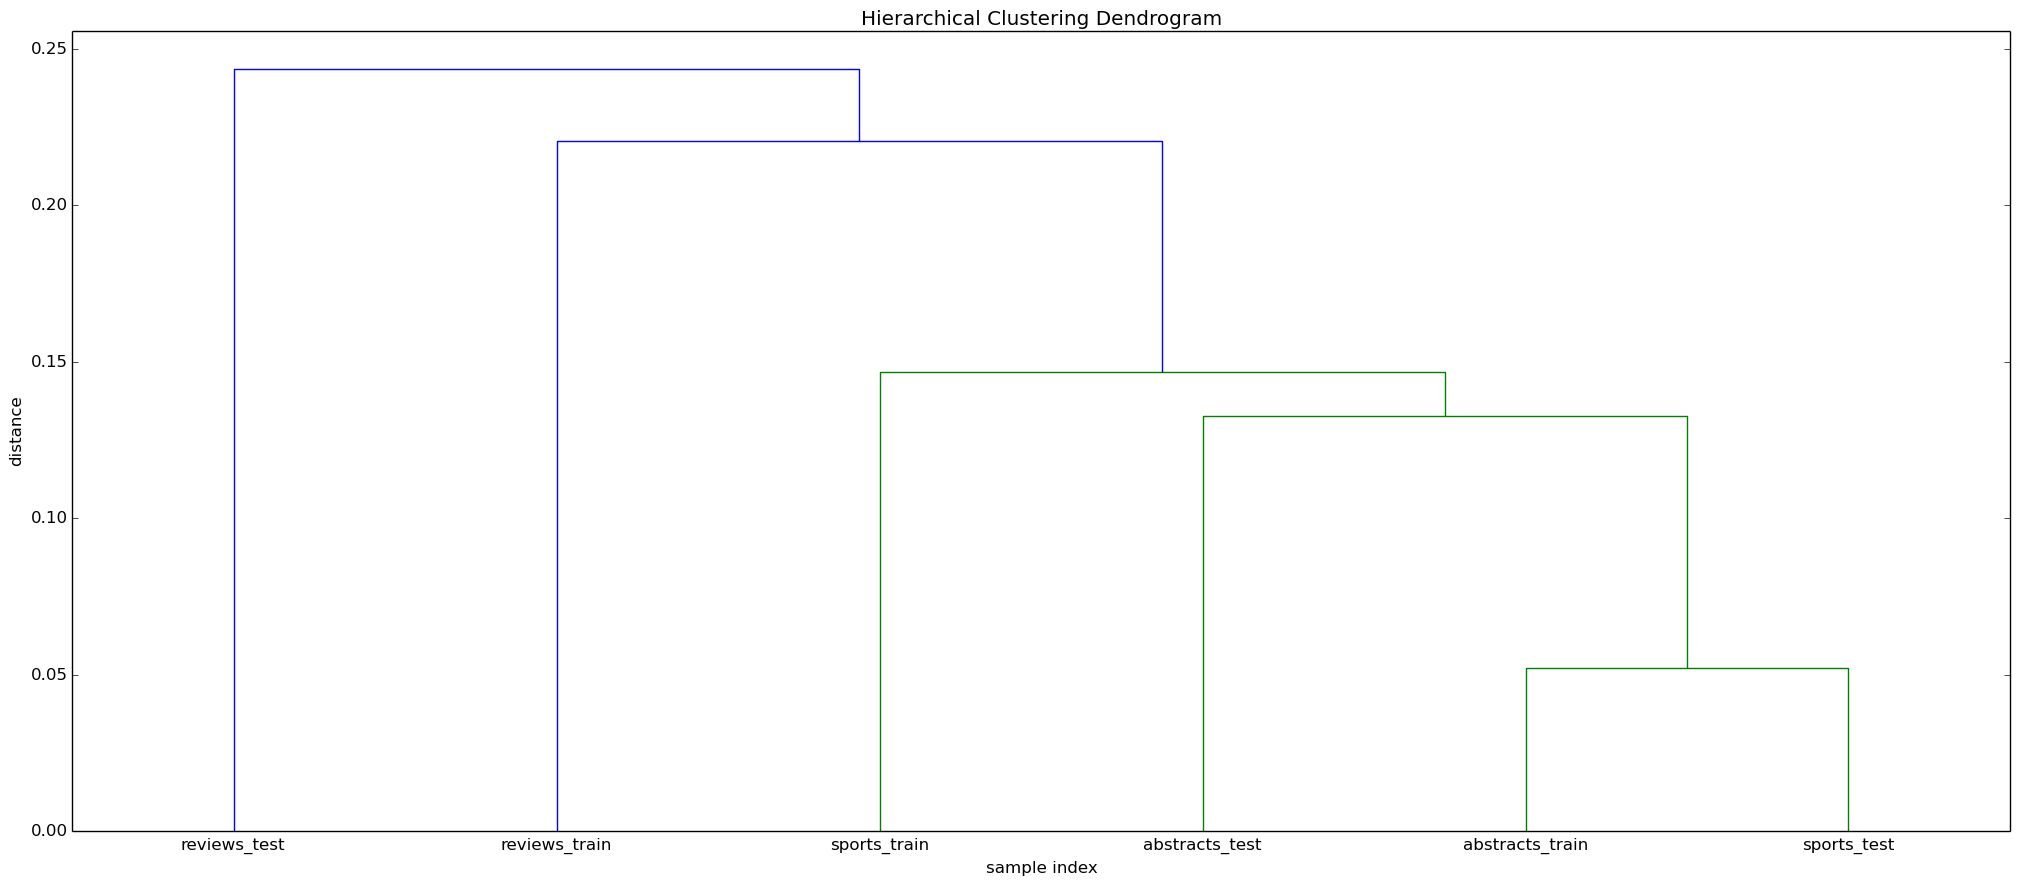 Hierarchical Clustering Dendrogram
0.25
0.20
0.15
0.10
0.05
0.00
distance
reviews_test reviews_train sports_train abstracts_test abstracts_train sports_test
sample index